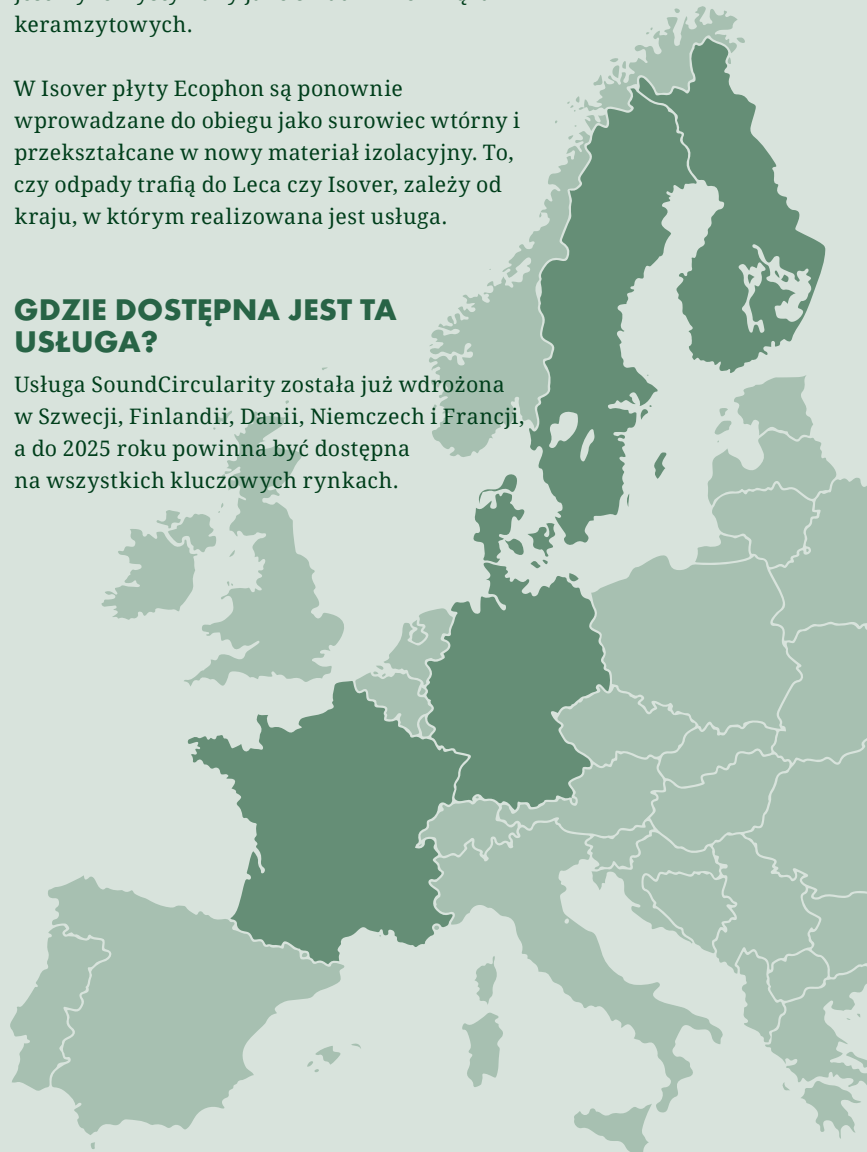 keramzytowych.
W Isover płyty Ecophon są ponownie
wprowadzane do obiegu jako surowiec wtórny i
przekształcane w nowy materiał izolacyjny. To,
czy odpady trafią do Leca czy Isover, zależy od
kraju, w którym realizowana jest usługa.
GDZIE DOSTĘPNA JEST TA
USŁUGA?
Usługa SoundCircularity została już wdrożona
w Szwecji, Finlandii, Danii, Niemczech i Francji,
a do 2025 roku powinna być dostępna
na wszystkich kluczowych rynkach.